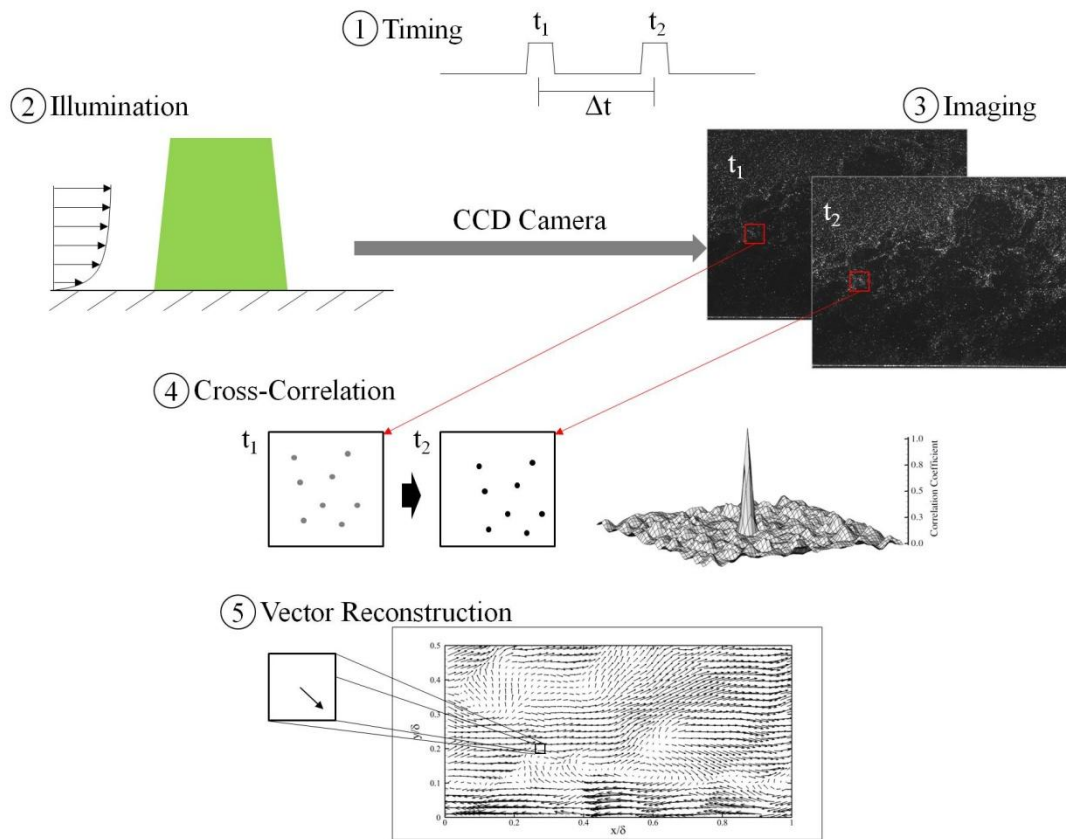 ① Timing
t₁
t₂
Δt
② Illumination
③ Imaging
t₁
t₂
CCD Camera
④ Cross-Correlation
t₁
t₂
1.0
0.8
0.5
0.3
0.0
Correlation Coefficient
⑤ Vector Reconstruction
0.5
0.4
0.3
0.2
0.1
0
y/δ
0
0.2
0.4
0.6
0.8
1
x/δ